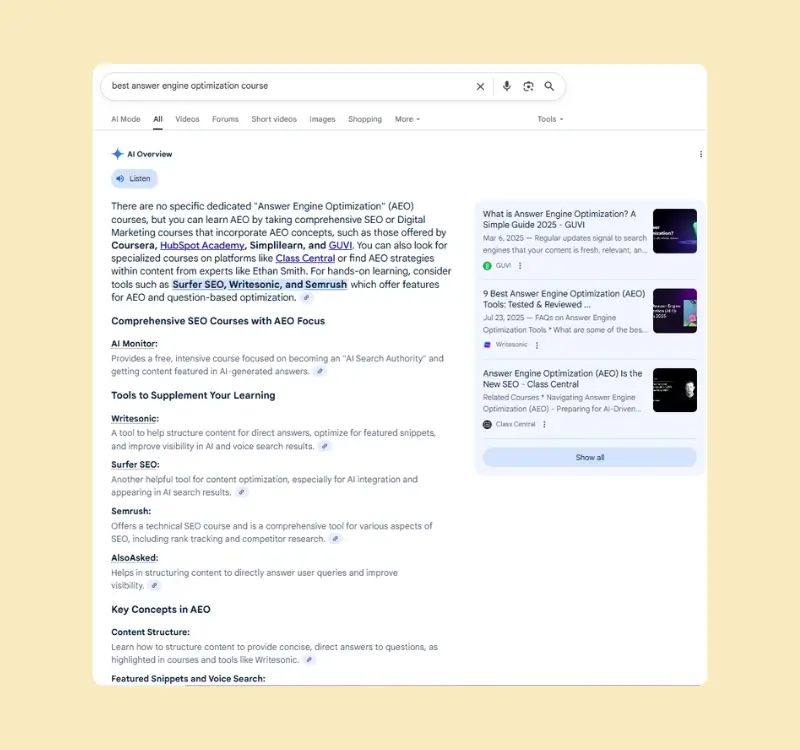 best answer engine optimization course
AI Mode All Videos Forums Short videos Images Shopping More Tools
AI Overview
Listen
There are no specific dedicated "Answer Engine Optimization" (AEO)
courses, but you can learn AEO by taking comprehensive SEO or Digital
Marketing courses that incorporate AEO concepts, such as those offered by
Coursera, HubSpot Academy, Simplilearn, and GUVI. You can also look for
specialized courses on platforms like Class Central or find AEO strategies
within content from experts like Ethan Smith. For hands-on learning, consider
tools such as Surfer SEO, Writesonic, and Semrush which offer features
for AEO and question-based optimization.
Comprehensive SEO Courses with AEO Focus
AI Monitor:
Provides a free, intensive course focused on becoming an "AI Search Authority" and
getting content featured in AI-generated answers.
Tools to Supplement Your Learning
Writesonic:
A tool to help structure content for direct answers, optimize for featured snippets,
and improve visibility in AI and voice search results.
Surfer SEO:
Another helpful tool for content optimization, especially for AI integration and
appearing in AI search results.
Semrush:
Offers a technical SEO course and is a comprehensive tool for various aspects of
SEO, including rank tracking and competitor research.
AlsoAsked:
Helps in structuring content to directly answer user queries and improve
visibility.
Key Concepts in AEO
Content Structure:
Learn how to structure content to provide concise, direct answers to questions, as
highlighted in courses and tools like Writesonic.
Featured Snippets and Voice Search:
What is Answer Engine Optimization? A
Simple Guide 2025 - GUVI
Mar 6, 2025 — Regular updates signal to search
engines that your content is fresh, relevant, an...
GUVI
9 Best Answer Engine Optimization (AEO)
Tools: Tested & Reviewed ...
Jul 23, 2025 — FAQs on Answer Engine
Optimization Tools * What are some of the bes...
Writesonic
Answer Engine Optimization (AEO) Is the
New SEO - Class Central
Related Courses * Navigating Answer Engine
Optimization (AEO) - Preparing for AI-Driven...
Class Central
Show all